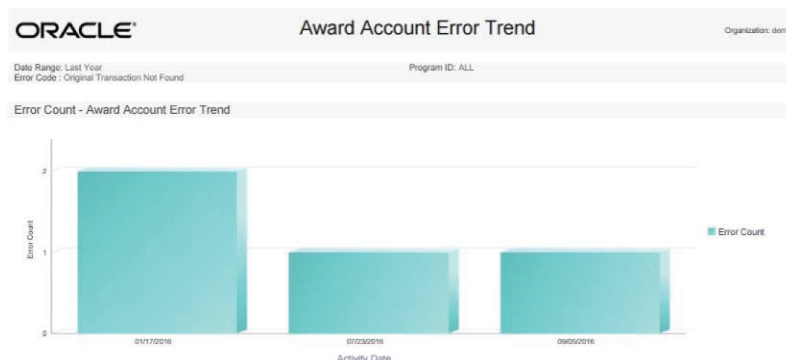 ORACLE®
Award Account Error Trend
Organization: dem
Date Range: Last Year
Program ID: ALL
Error Code : Original Transaction Not Found
Error Count - Award Account Error Trend
2
1
0
Error Count
01/17/2016
07/23/2016
09/05/2016
Activity Date
Error Count